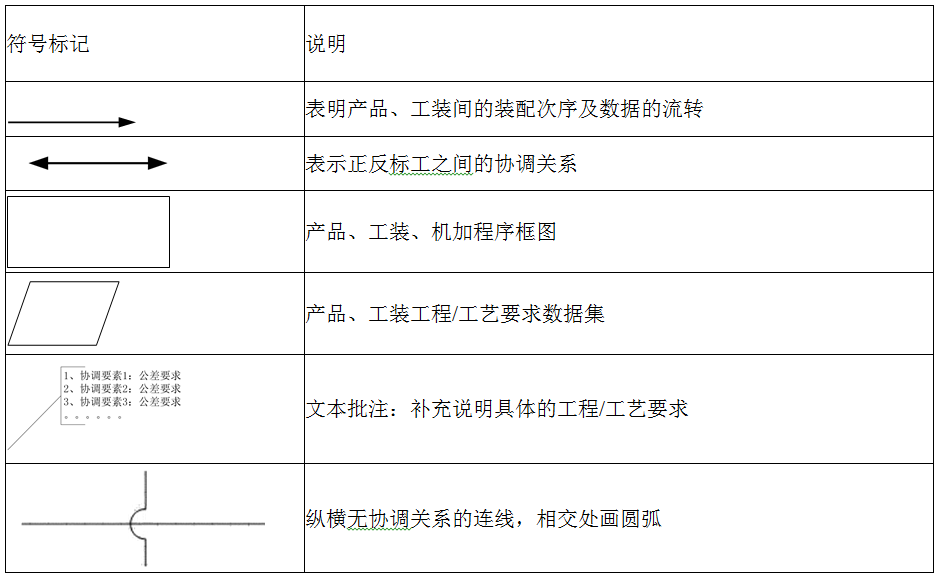 符号标记
说明
表明产品、工装间的装配次序及数据的流转
表示正反标工之间的协调关系
产品、工装、机加程序框图
产品、工装工程/工艺要求数据集
1、协调要素1：公差要求
2、协调要素2：公差要求
3、协调要素3：公差要求
。。。。。。
文本批注：补充说明具体的工程/工艺要求
纵横无协调关系的连线，相交处画圆弧